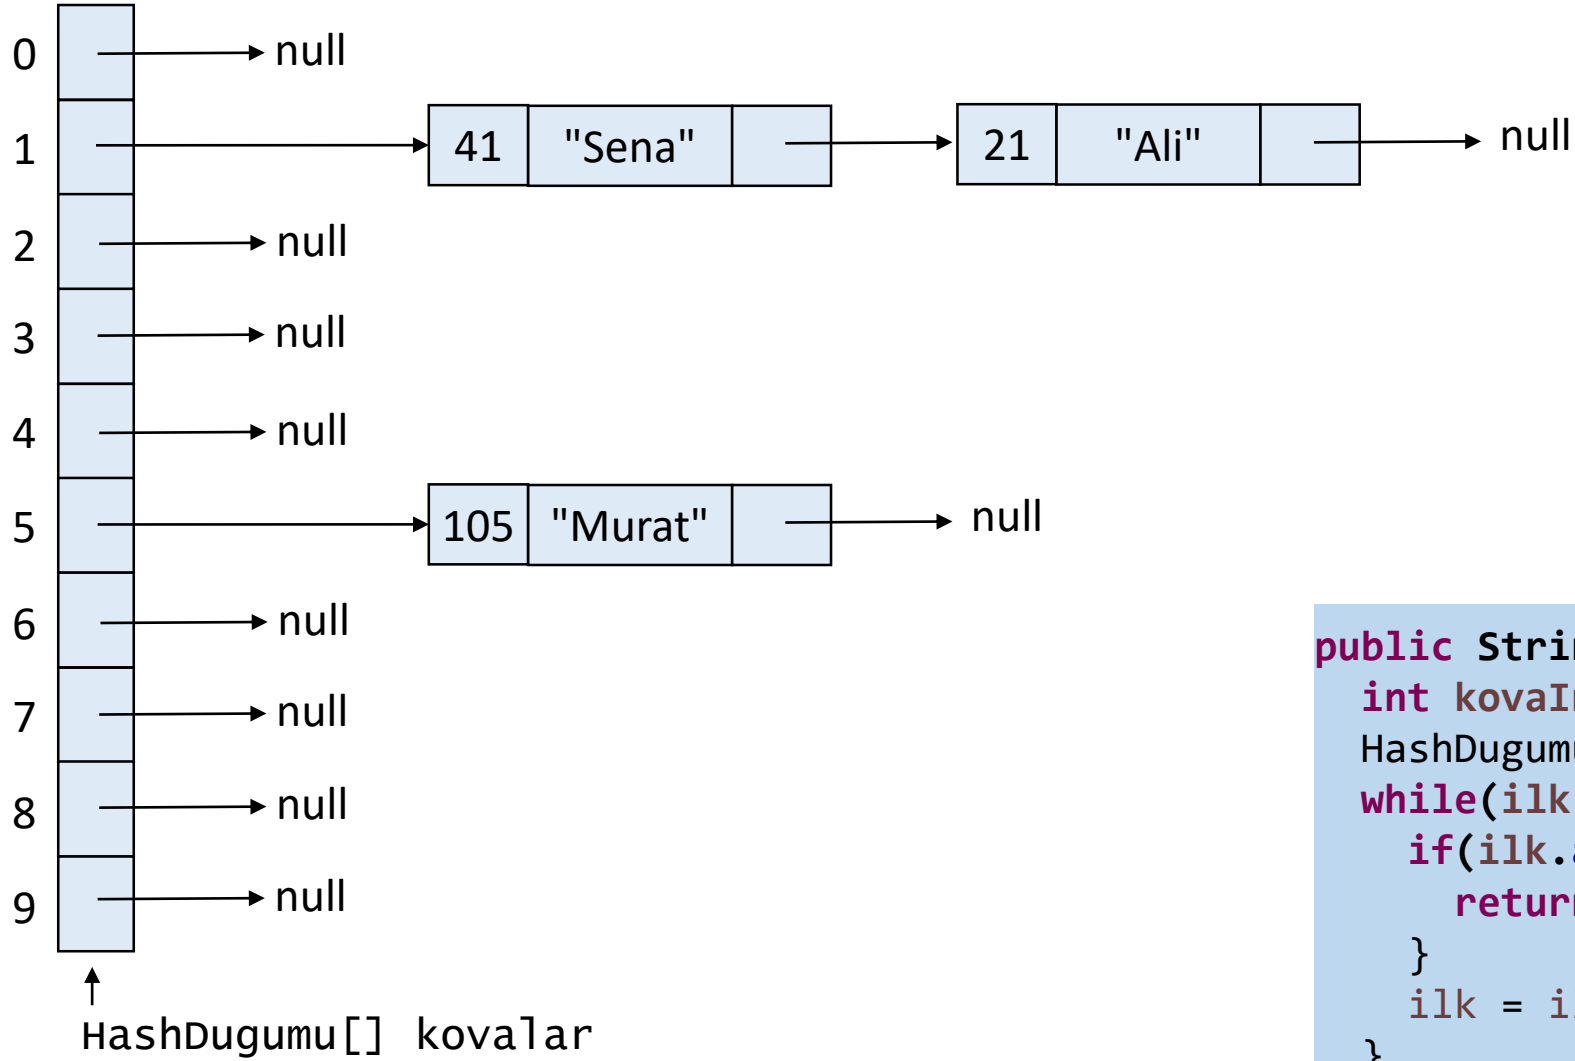 0 null
1 41 "Sena" 21 "Ali" null
2 null
3 null
4 null
5 105 "Murat" null
6 null
7 null
8 null
9 null
HashDugumu[] kovalar
public
int
while(ilk
if(ilk.
}
ilk =
}